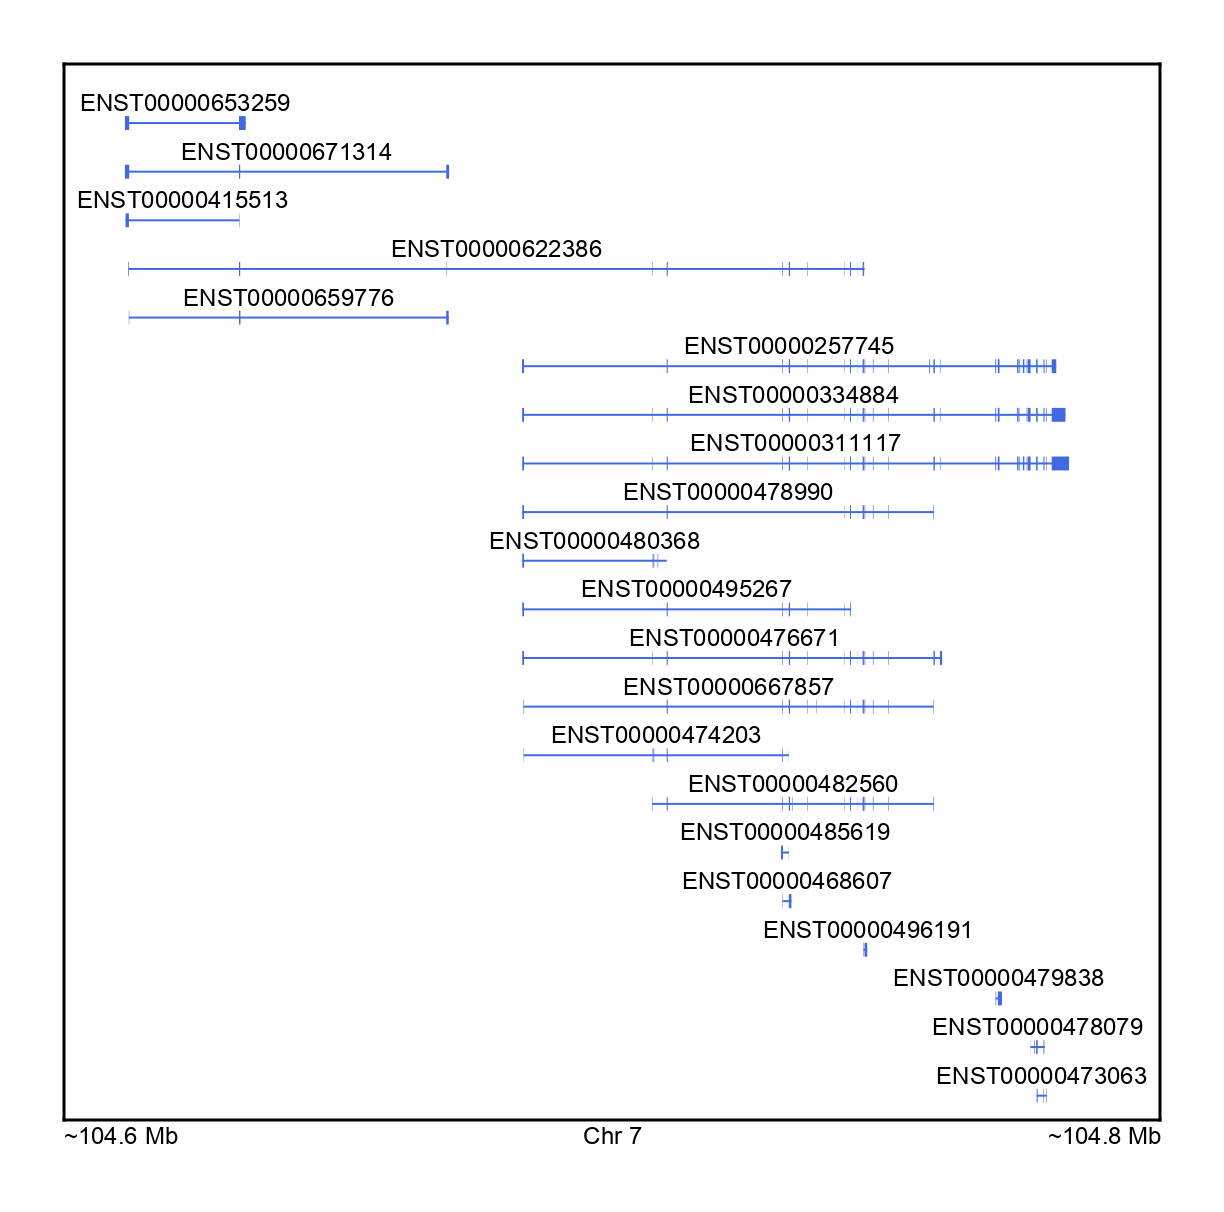 ENST00000653259
ENST00000671314
ENST00000415513
ENST00000622386
ENST00000659776
ENST00000257745
ENST00000334884
ENST00000311117
ENST00000478990
ENST00000480368
ENST00000495267
ENST00000476671
ENST00000667857
ENST00000474203
ENST00000482560
ENST00000485619
ENST00000468607
ENST00000496191
ENST00000479838
ENST00000478079
ENST00000473063
~104.6 Mb Chr 7 ~104.8 Mb